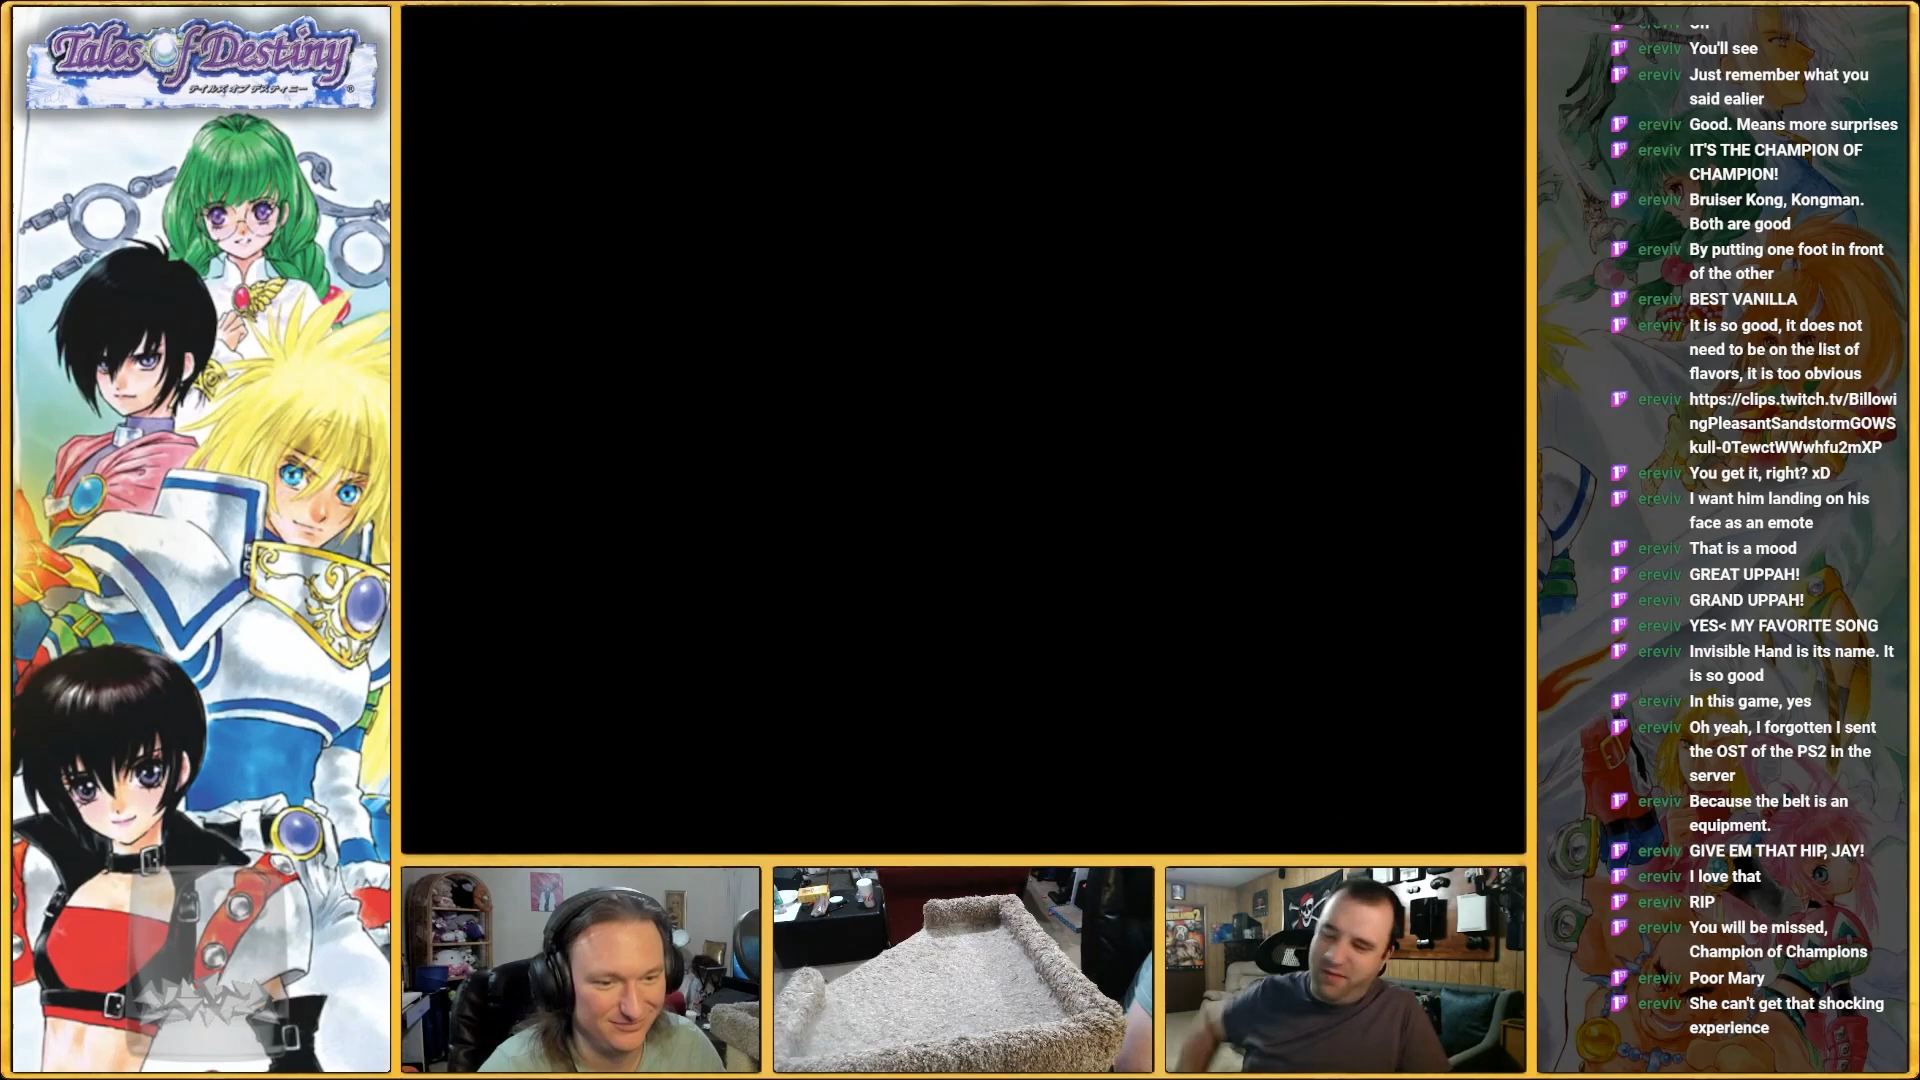 Tales of Destiny
テイルズ オブ デスティニー ®
ereviv You'll see
ereviv Just remember what you
said ealier
ereviv Good. Means more surprises
ereviv IT'S THE CHAMPION OF
CHAMPION!
ereviv Bruiser Kong, Kongman.
Both are good
ereviv By putting one foot in front
of the other
ereviv BEST VANILLA
ereviv It is so good, it does not
need to be on the list of
flavors, it is too obvious
ereviv https://clips.twitch.tv/Billowi
ngPleasantSandstormGOWS
kull-0TewctWWwhfu2mXP
ereviv You get it, right? xD
ereviv I want him landing on his
face as an emote
ereviv That is a mood
ereviv GREAT UPPAH!
ereviv GRAND UPPAH!
ereviv YES< MY FAVORITE SONG
ereviv Invisible Hand is its name. It
is so good
ereviv In this game, yes
ereviv Oh yeah, I forgotten I sent
the OST of the PS2 in the
server
ereviv Because the belt is an
equipment.
ereviv GIVE EM THAT HIP, JAY!
ereviv I love that
ereviv RIP
ereviv You will be missed,
Champion of Champions
ereviv Poor Mary
ereviv She can't get that shocking
experience